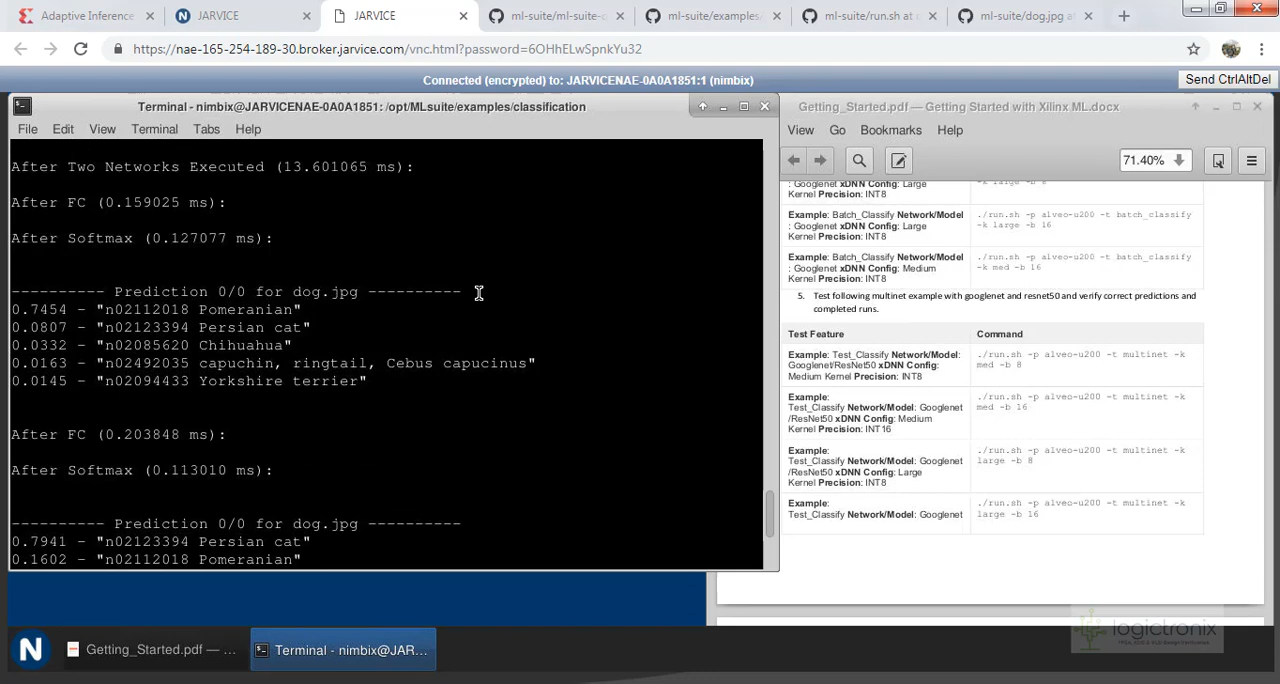 Adaptive Inference
JARVICE
JARVICE
ml-suite/ml-suite-o
ml-suite/examples/
ml-suite/run.sh at
ml-suite/dog.jpg at
https://nae-165-254-189-30.broker.jarvice.com/vnc.html?password=6OHhELwSpnkYu32
Connected (encrypted) to: JARVICENAE-0A0A1851:1 (nimbix)
Send CtrlAltDel
Terminal - nimbix@JARVICENAE-0A0A1851: /opt/MLsuite/examples/classification
File Edit View Terminal Tabs Help
After Two Networks Executed (13.601065 ms):
After FC (0.159025 ms):
After Softmax (0.127077 ms):
---------- Prediction 0/0 for dog.jpg ----------
0.7454 - "n02112018 Pomeranian"
0.0807 - "n02123394 Persian cat"
0.0332 - "n02085620 Chihuahua"
0.0163 - "n02492035 capuchin, ringtail, Cebus capucinus"
0.0145 - "n02094433 Yorkshire terrier"
After FC (0.203848 ms):
After Softmax (0.113010 ms):
---------- Prediction 0/0 for dog.jpg ----------
0.7941 - "n02123394 Persian cat"
0.1602 - "n02112018 Pomeranian"
Getting_Started.pdf — Getting Started with Xilinx ML.docx
View Go Bookmarks Help
71.40%
: Googlenet xDNN Config: Large
Kernel Precision: INT8
-k large -b 8
Example: Batch_Classify Network/Model
: Googlenet xDNN Config: Large
Kernel Precision: INT8
./run.sh -p alveo-u200 -t batch_classify
-k large -b 16
Example: Batch_Classify Network/Model
: Googlenet xDNN Config: Medium
Kernel Precision: INT8
./run.sh -p alveo-u200 -t batch_classify
-k med -b 16
5. Test following multinet example with googlenet and resnet50 and verify correct predictions and
completed runs.
Test Feature
Command
Example: Test_Classify Network/Model:
Googlenet/ResNet50 xDNN Config:
Medium Kernel Precision: INT8
./run.sh -p alveo-u200 -t multinet -k
med -b 8
Example:
Test_Classify Network/Model: Googlenet
/ResNet50 xDNN Config: Medium
Kernel Precision: INT16
./run.sh -p alveo-u200 -t multinet -k
med -b 16
Example:
Test_Classify Network/Model: Googlenet
/ResNet50 xDNN Config: Large
Kernel Precision: INT8
./run.sh -p alveo-u200 -t multinet -k
large -b 8
Example:
Test_Classify Network/Model: Googlenet
./run.sh -p alveo-u200 -t multinet -k
large -b 16
logictronix
N
Getting_Started.pdf — ...
Terminal - nimbix@JAR...